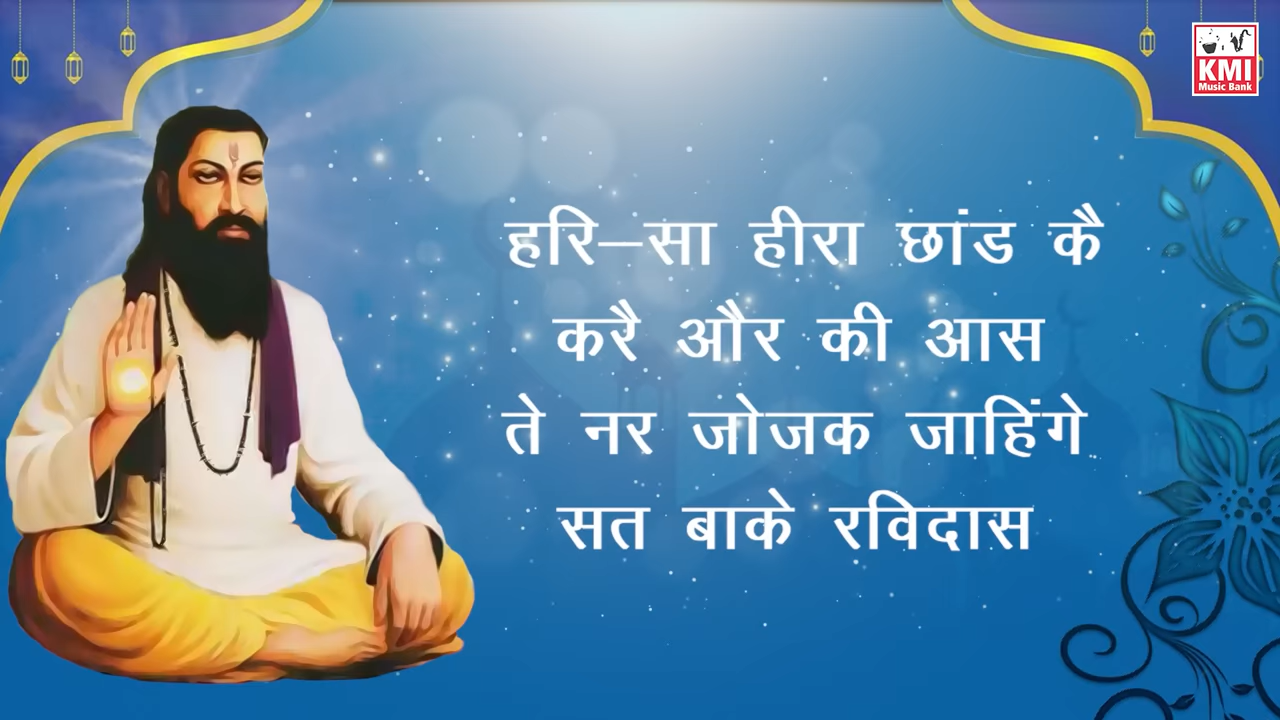 KMI
Music Bank
हरि–सा हीरा छांड कै
करै और की आस
ते नर जोजक जाहिंगे
सत बाके रविदास